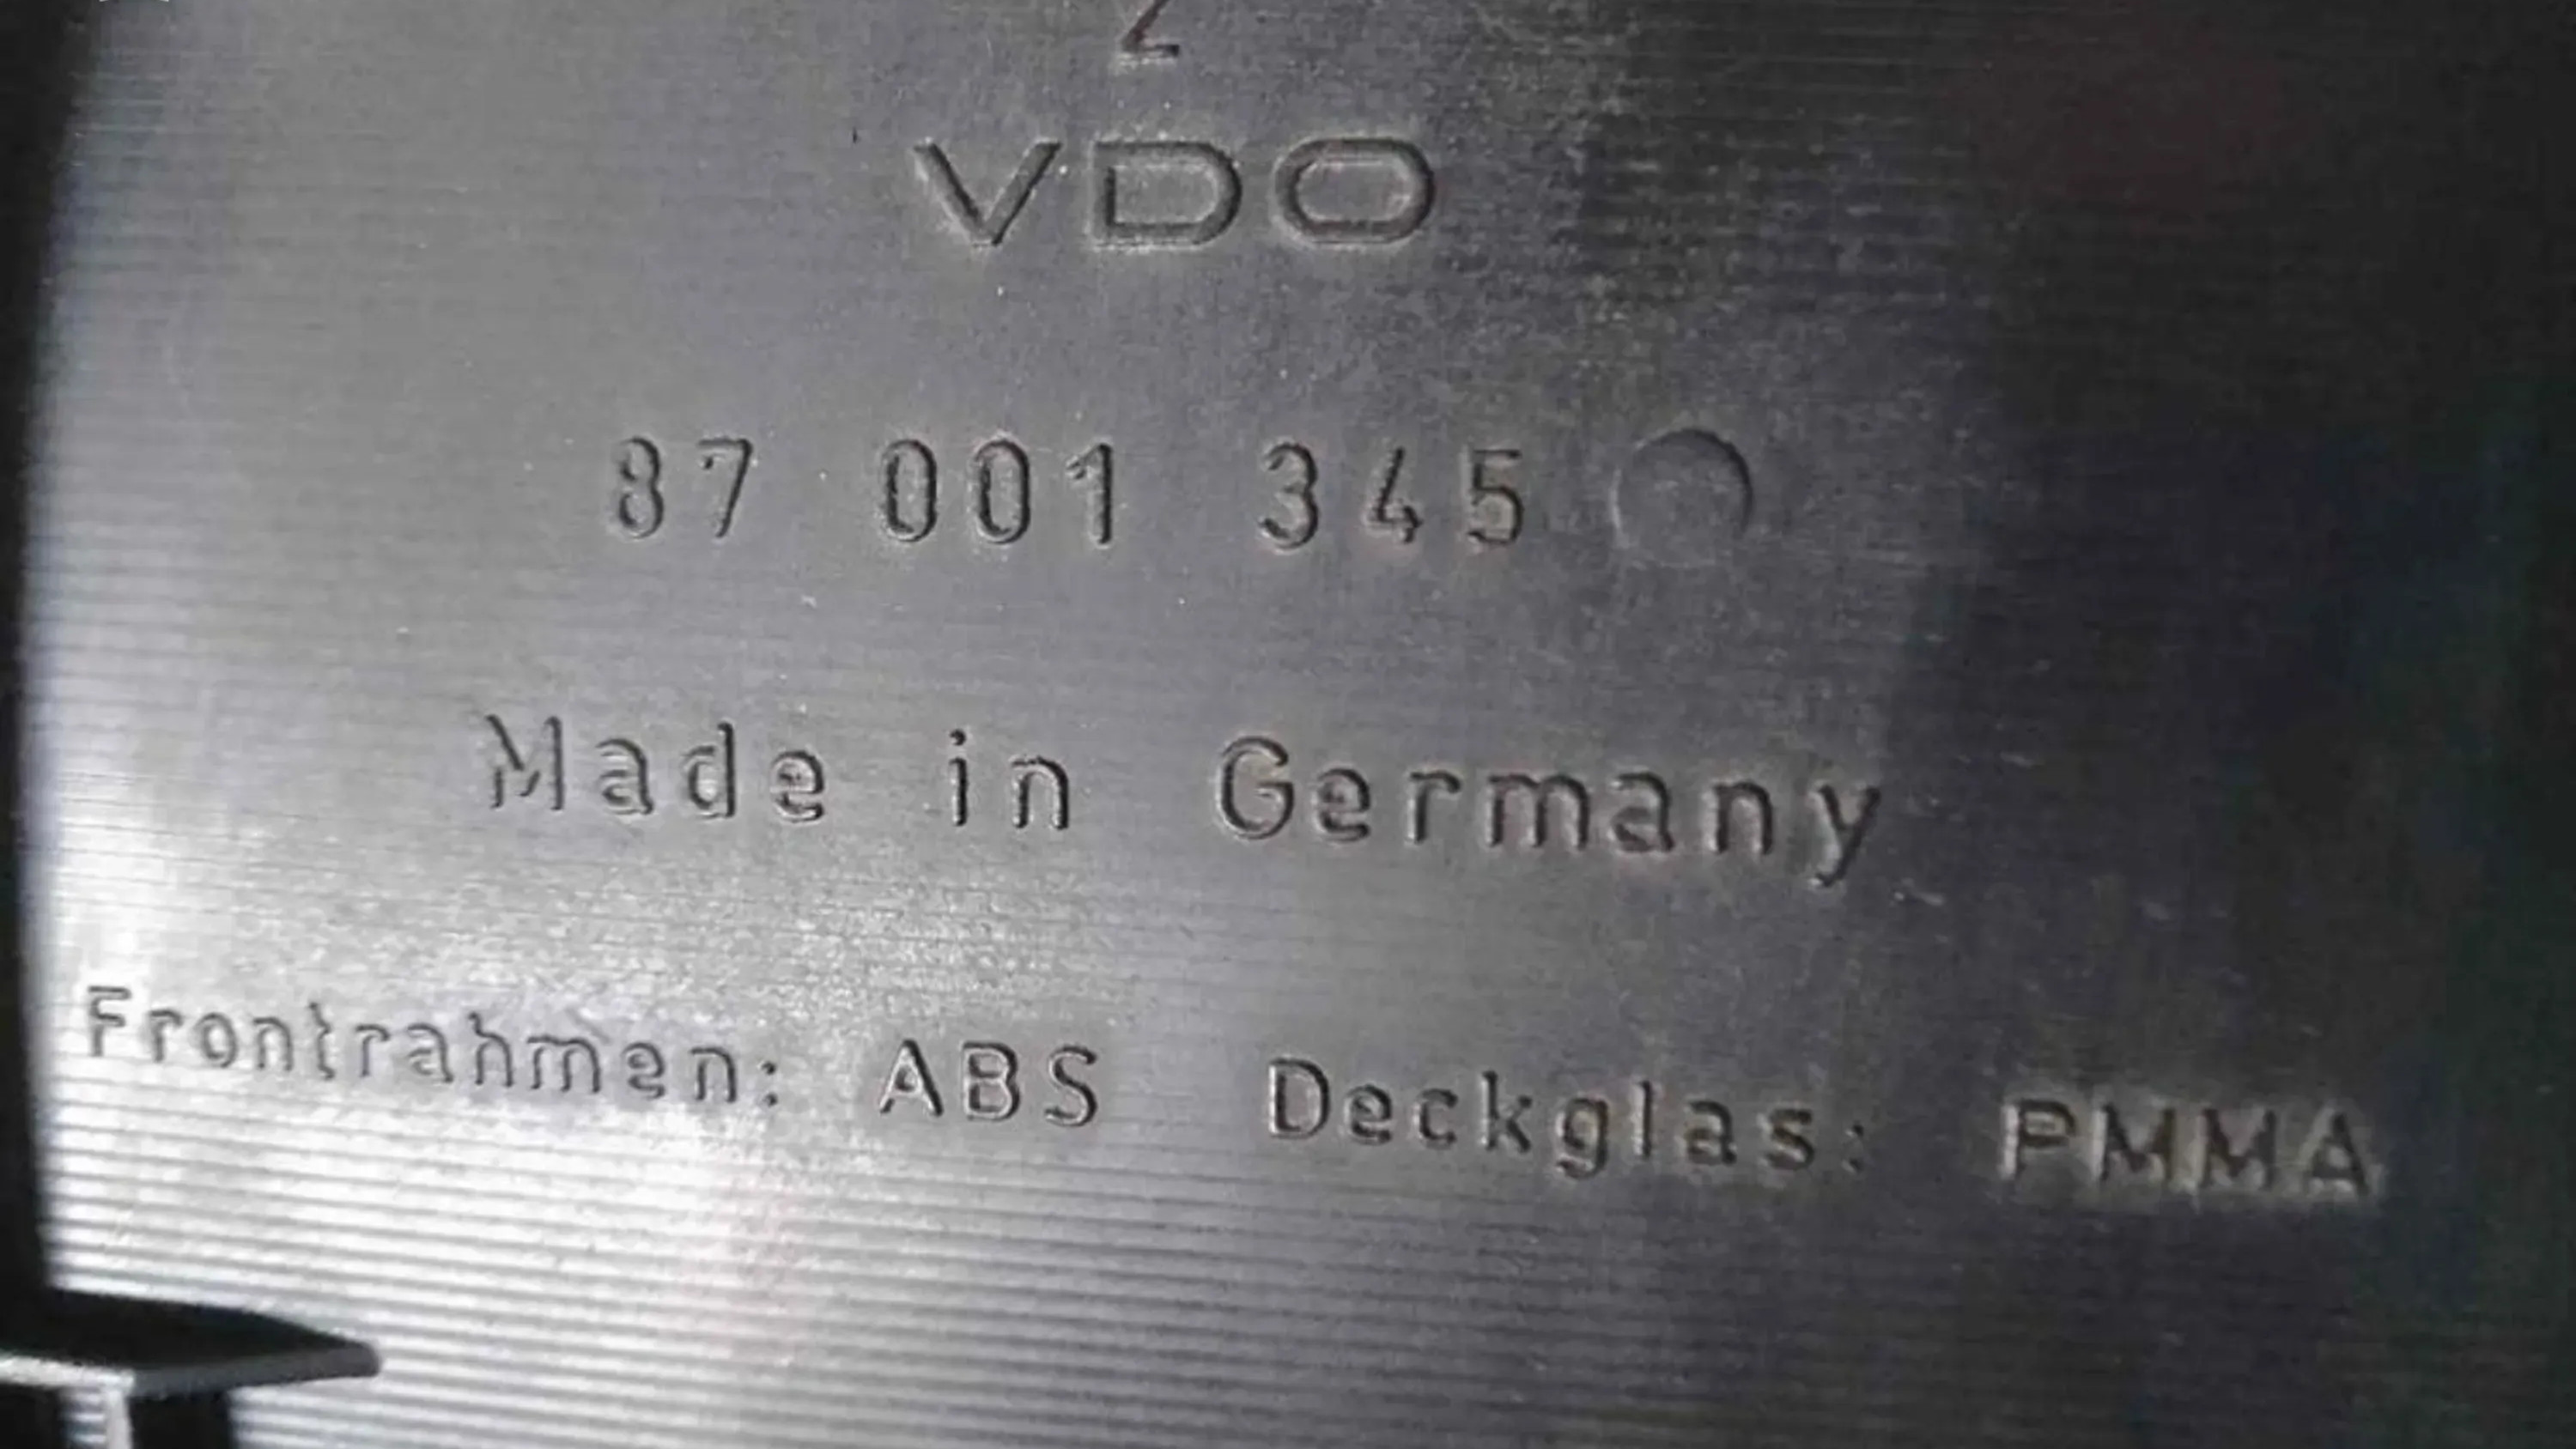 VDO
87 001 345
Made in Germany
Frontrahmen: ABS Deckglas: PMMA